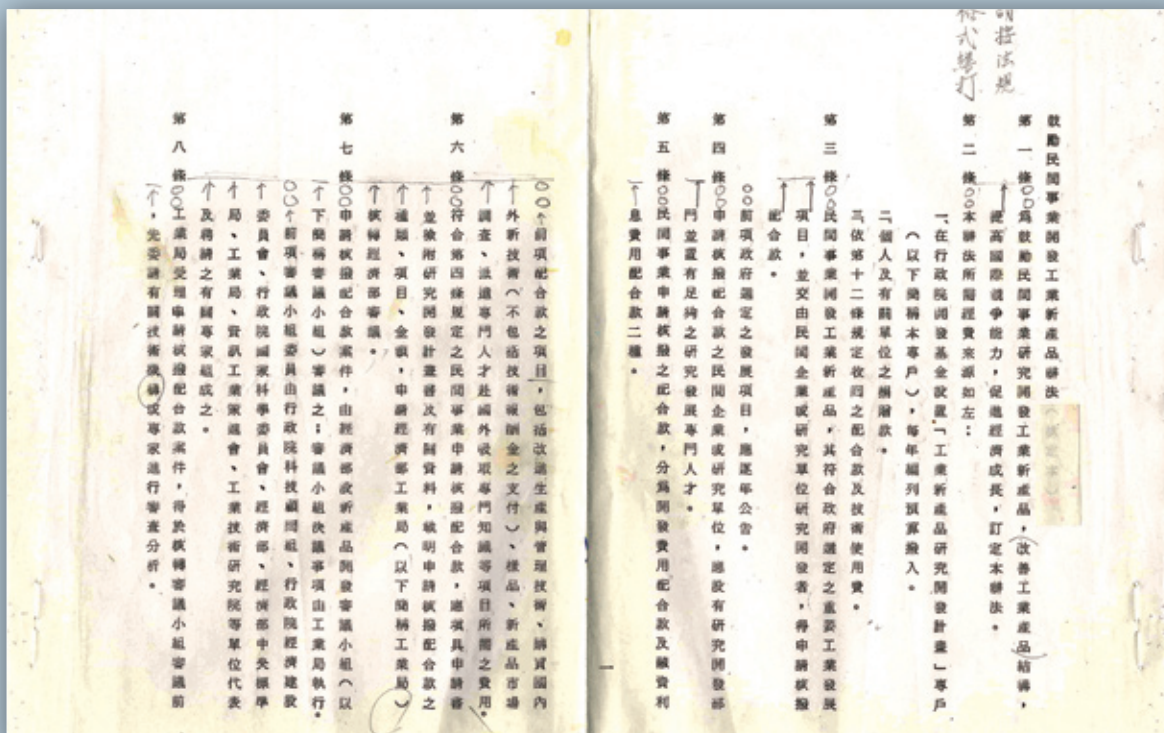 請按法規
格式繕打
鼓勵民間事業開發工業新產品辦法
第一條 為鼓勵民間事業研究開發工業新產品,改善工業產品結構,
提高國際競爭能力,促進經濟成長,訂定本辦法。
第二條 本辦法所需經費來源如左:
一、在行政院開發基金設置「工業新產品研究開發計畫」專戶
(以下簡稱本專戶),每年編列預算撥入。
二、個人及有關單位之捐贈款。
三、依第十二條規定收回之配合款及技術使用費。
第三條 民間事業開發工業新產品,其符合政府選定之重要工業發展
項目,並交由民間企業或研究單位研究開發者,得申請核撥
配合款。
前項政府選定之發展項目,應逐年公告。
第四條 申請核撥配合款之民間企業或研究單位,應設有研究開發部
門並置有足夠之研究發展專門人才。
第五條 民間事業申請核撥之配合款,分為開發費用配合款及融資利
息費用配合款二種。
一
前項配合款之項目,包括改進生產與管理技術、購買國內
外新技術(不包括技術報酬金之支付)、樣品、新產品市場
調查、派遣專門人才赴國外吸取專門知識等項目所需之費用。
第六條 符合第四條規定之民間事業申請核撥配合款,應填具申請書
並檢附研究開發計畫書及有關資料,敘明申請核撥配合款之
種類、項目、金額,申請經濟部工業局(以下簡稱工業局)
核轉經濟部審議。
第七條 申請核撥配合款案件,由經濟部設新產品開發審議小組(以
下簡稱審議小組)審議之;審議小組決議事項由工業局執行。
前項審議小組委員由行政院科技顧問組、行政院經濟建設
委員會、行政院國家科學委員會、經濟部、經濟部中央標準
局、工業局、資訊工業策進會、工業技術研究院等單位代表
及聘請之有關專家組成之。
第八條 工業局受理申請核撥配合款案件,得於核轉審議小組審議前
,先委請有關技術機構或專家進行審查分析。